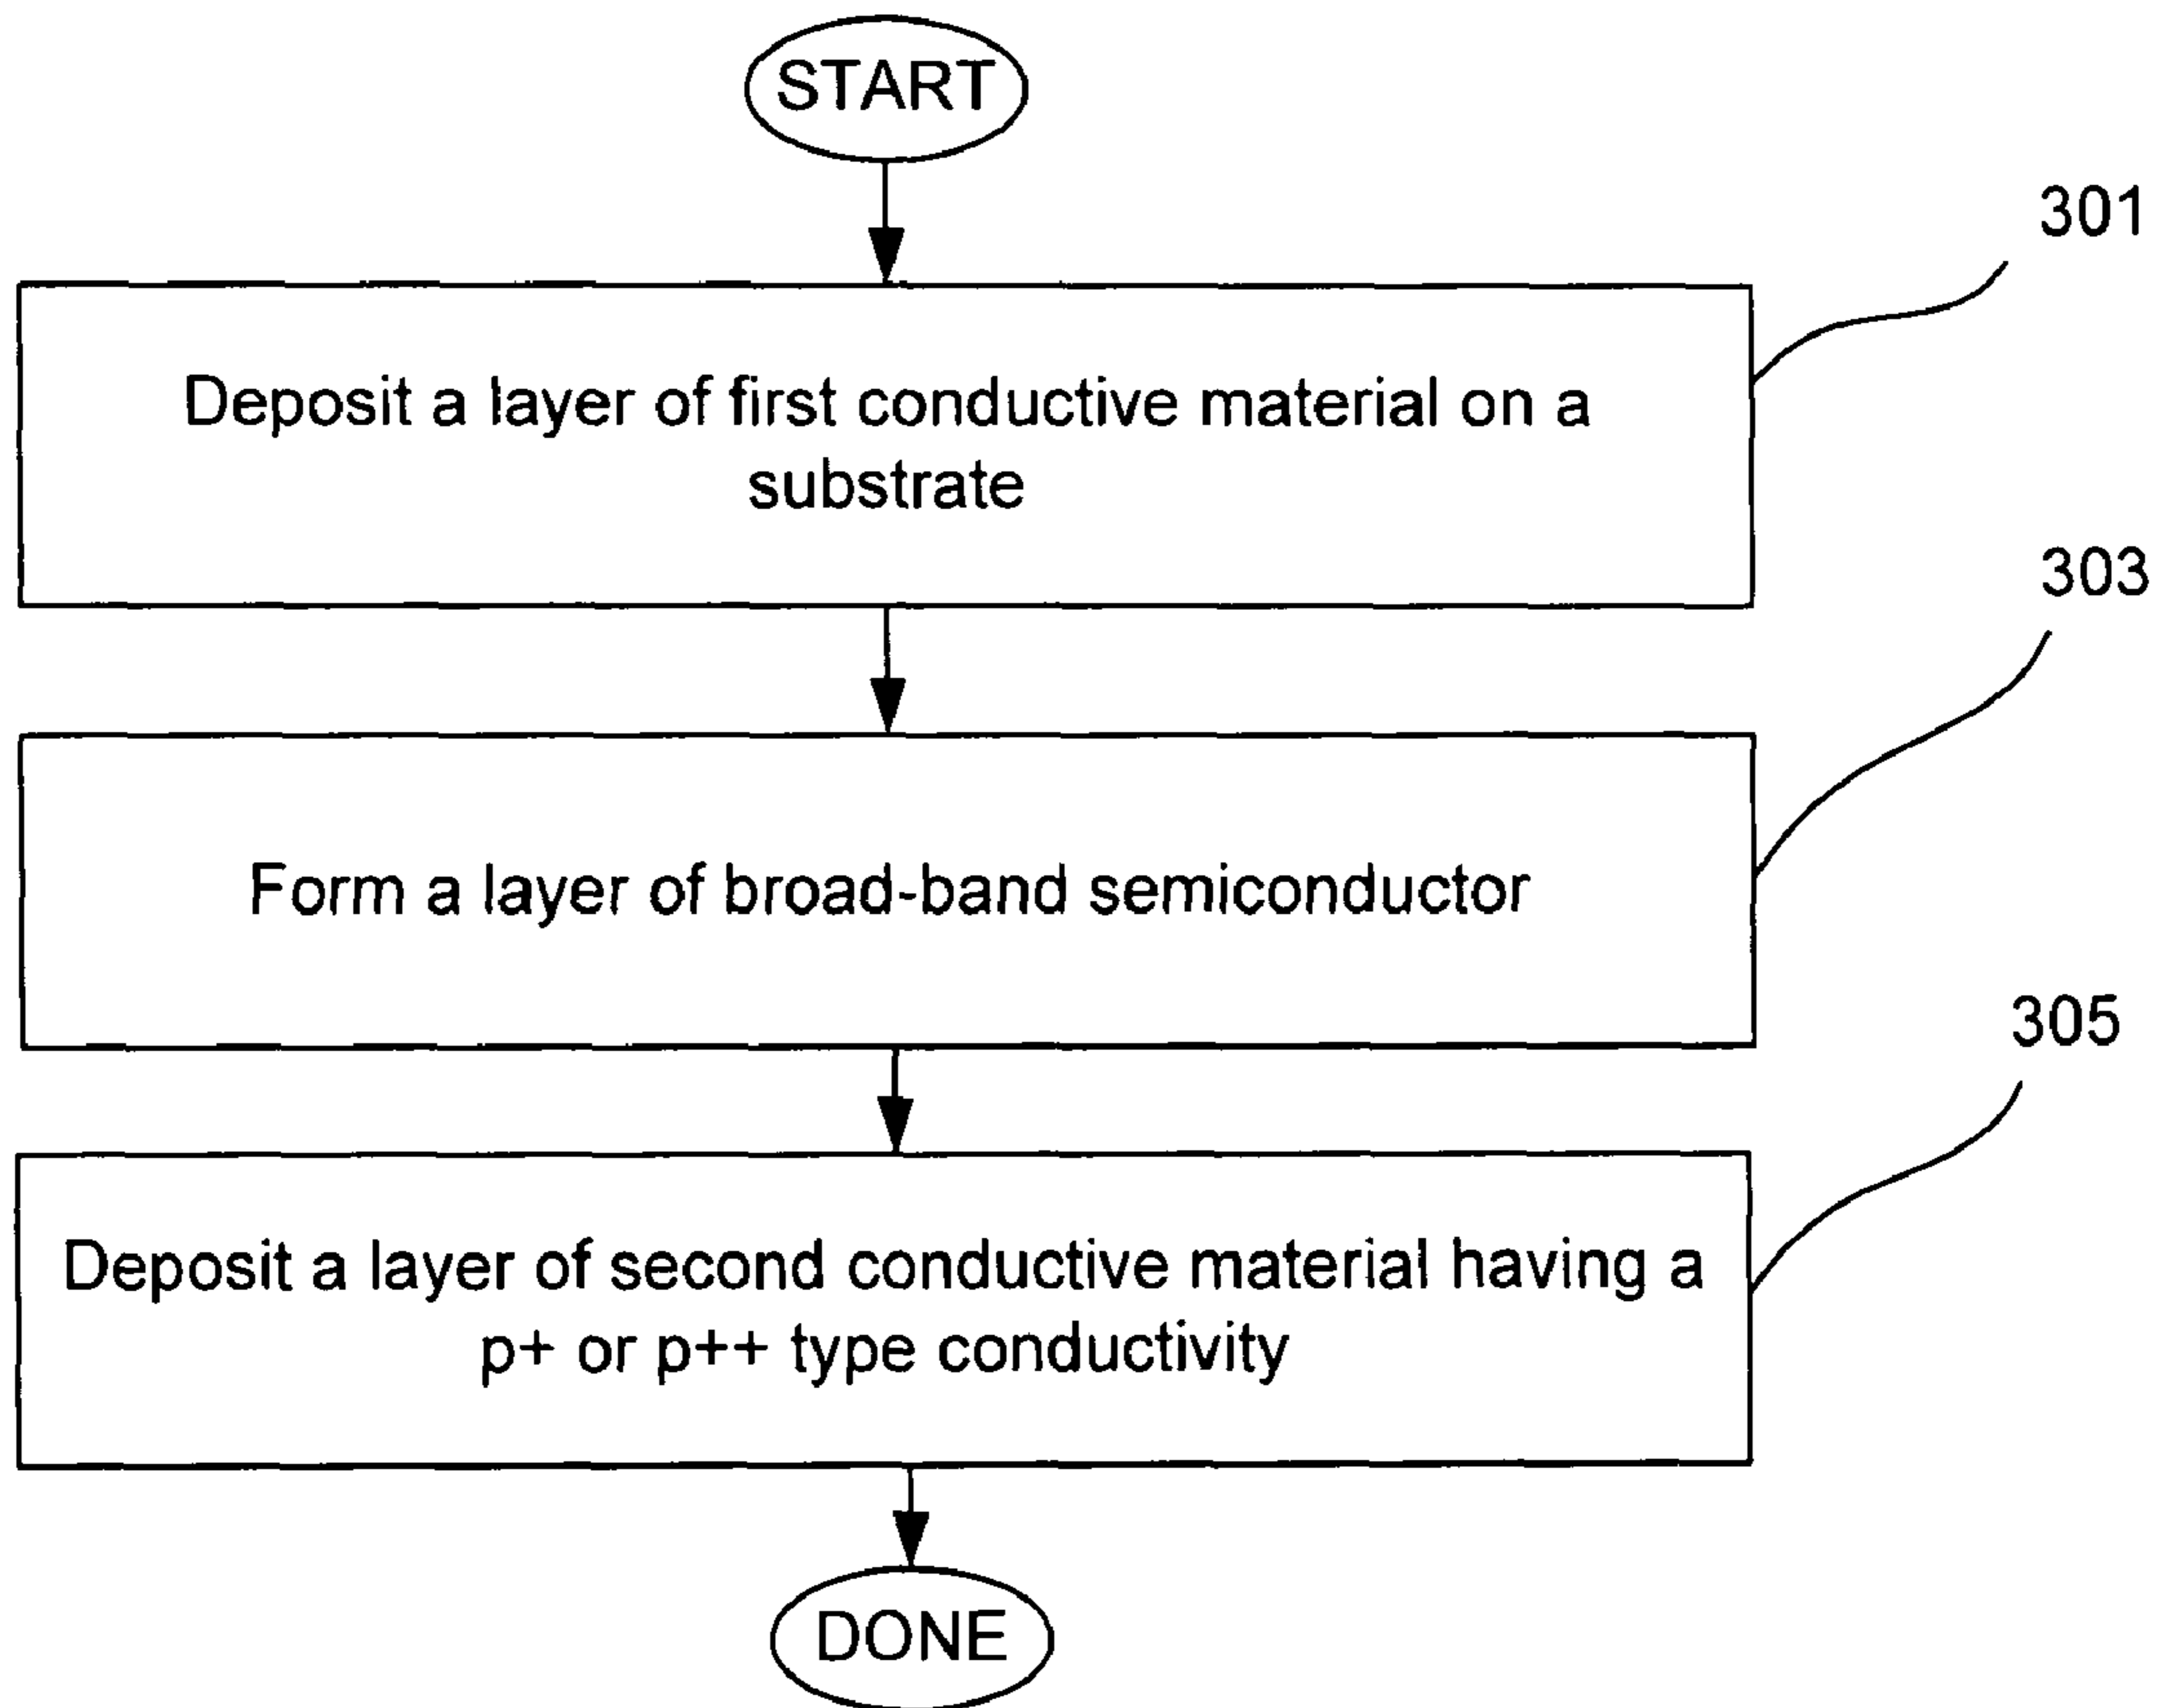 START
301
Deposit a layer of first conductive material on a
substrate
303
Form a layer of broad-band semiconductor
305
Deposit a layer of second conductive material having a
p+ or p++ type conductivity
DONE